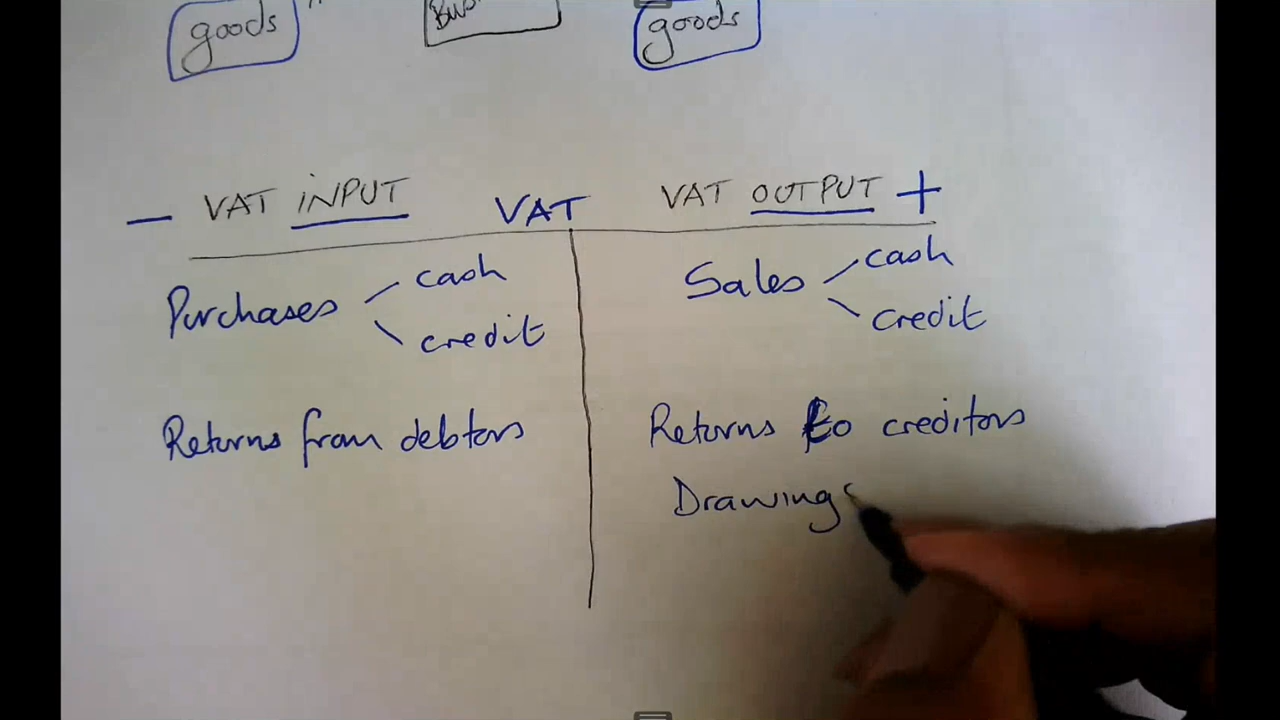 goods goods
- VAT INPUT VAT VAT OUTPUT +
Purchases cash Sales cash
credit credit
Returns from debtors Returns to creditors
Drawings